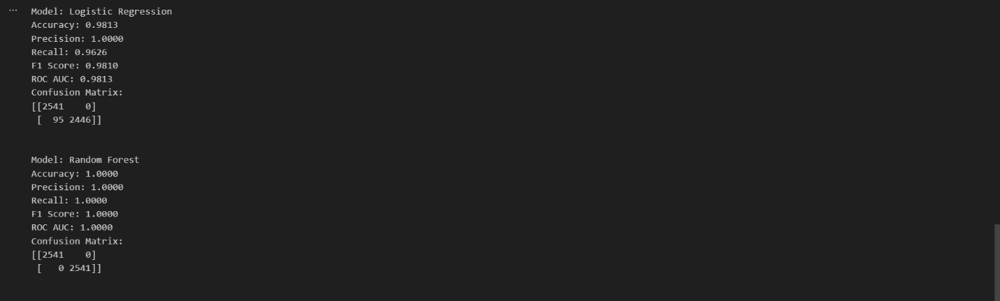 ...
Model: Logistic Regression
Accuracy: 0.9813
Precision: 1.0000
Recall: 0.9626
F1 Score: 0.9810
ROC AUC: 0.9813
Confusion Matrix:
[[2541    0]
 [  95 2446]]
Model: Random Forest
Accuracy: 1.0000
Precision: 1.0000
Recall: 1.0000
F1 Score: 1.0000
ROC AUC: 1.0000
Confusion Matrix:
[[2541    0]
 [   0 2541]]